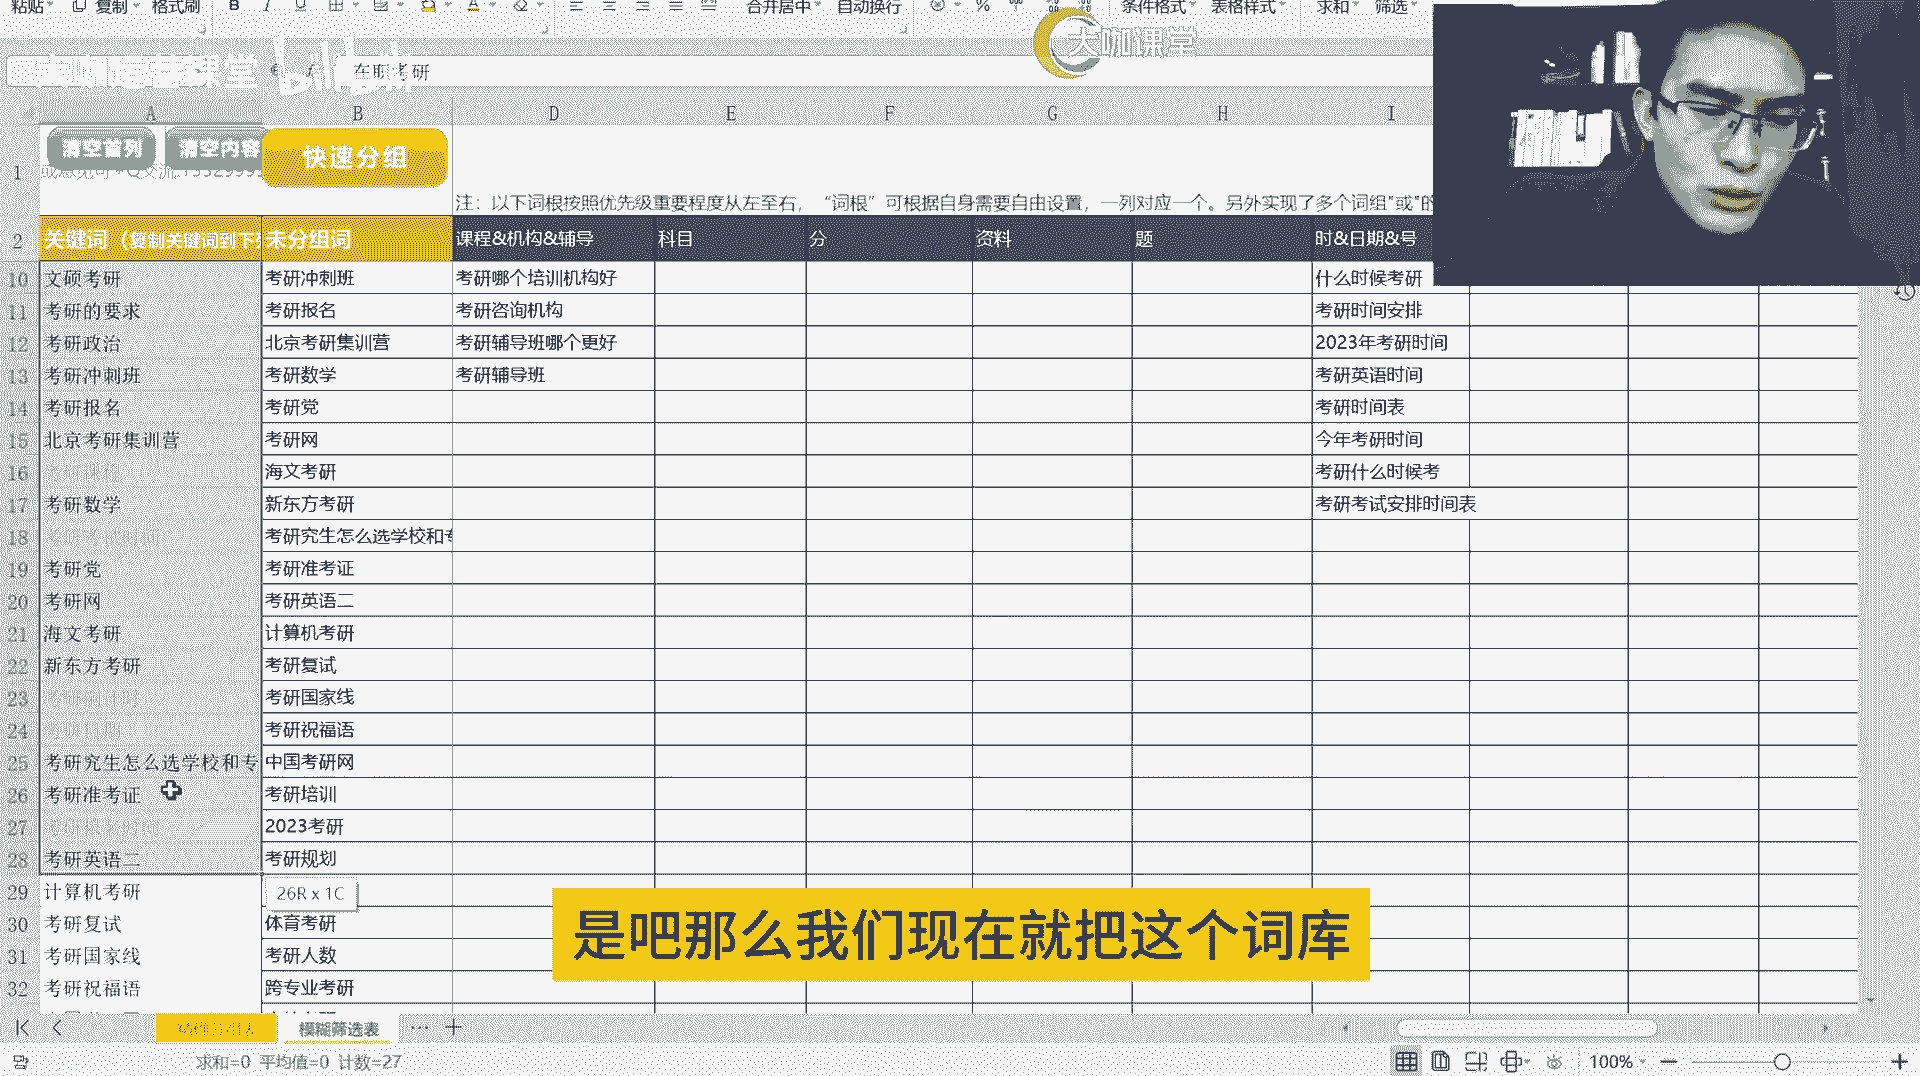 粘贴 复制 格式刷 B I U 合并居中 自动换行 % 条件格式 表格样式 求和 筛选
大咖课堂
在职考研
A B D E F G H I
清空首列 清空内容 快速分组
1
注：以下词根按照优先级重要程度从左至右，“词根”可根据自身需要自由设置，一列对应一个。另外实现了多个词组"或"的
2 关键词（复制关键词到下 未分组词 课程&机构&辅导 科目 分 资料 题 时&日期&号
10 文硕考研 考研冲刺班 考研哪个培训机构好 什么时候考研
11 考研的要求 考研报名 考研咨询机构 考研时间安排
12 考研政治 北京考研集训营 考研辅导班哪个更好 2023年考研时间
13 考研冲刺班 考研数学 考研辅导班 考研英语时间
14 考研报名 考研党 考研时间表
15 北京考研集训营 考研网 今年考研时间
16 海文考研 考研什么时候考
17 考研数学 新东方考研 考研考试安排时间表
18 考研考试时间 考研究生怎么选学校和专
19 考研党 考研准考证
20 考研网 考研英语二
21 海文考研 计算机考研
22 新东方考研 考研复试
23 考研国家线
24 考研祝福语
25 考研究生怎么选学校和专 中国考研网
26 考研准考证 考研培训
27 考研报名时间 2023考研
28 考研英语二 考研规划
29 计算机考研 26R x 1C
30 考研复试 体育考研
31 考研国家线 考研人数
32 考研祝福语 跨专业考研
是吧那么我们现在就把这个词库
模糊筛选表 ··· +
求和=0 平均值=0 计数=27 100% — +